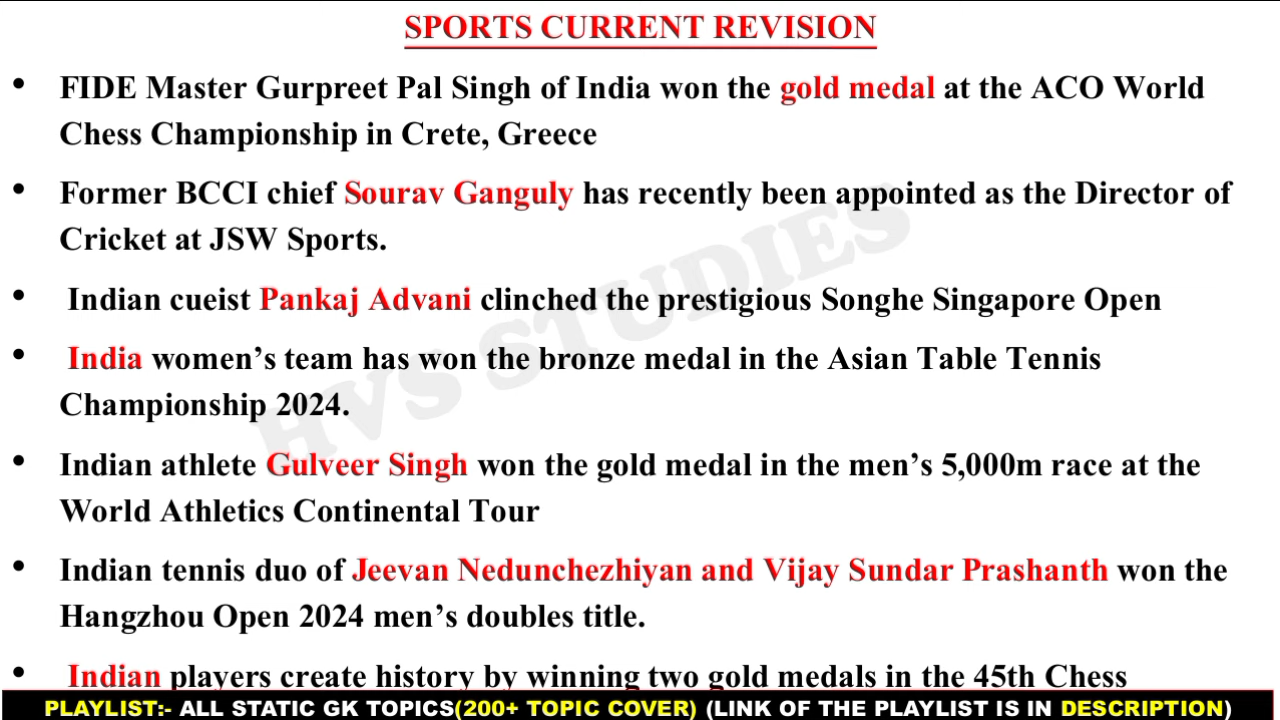 SPORTS CURRENT REVISION
• FIDE Master Gurpreet Pal Singh of India won the gold medal at the ACO World
Chess Championship in Crete, Greece
• Former BCCI chief Sourav Ganguly has recently been appointed as the Director of
Cricket at JSW Sports.
• Indian cueist Pankaj Advani clinched the prestigious Songhe Singapore Open
• India women’s team has won the bronze medal in the Asian Table Tennis
Championship 2024.
• Indian athlete Gulveer Singh won the gold medal in the men’s 5,000m race at the
World Athletics Continental Tour
• Indian tennis duo of Jeevan Nedunchezhiyan and Vijay Sundar Prashanth won the
Hangzhou Open 2024 men’s doubles title.
• Indian players create history by winning two gold medals in the 45th Chess
HVS STUDIES
PLAYLIST:- ALL STATIC GK TOPICS(200+ TOPIC COVER) (LINK OF THE PLAYLIST IS IN DESCRIPTION)